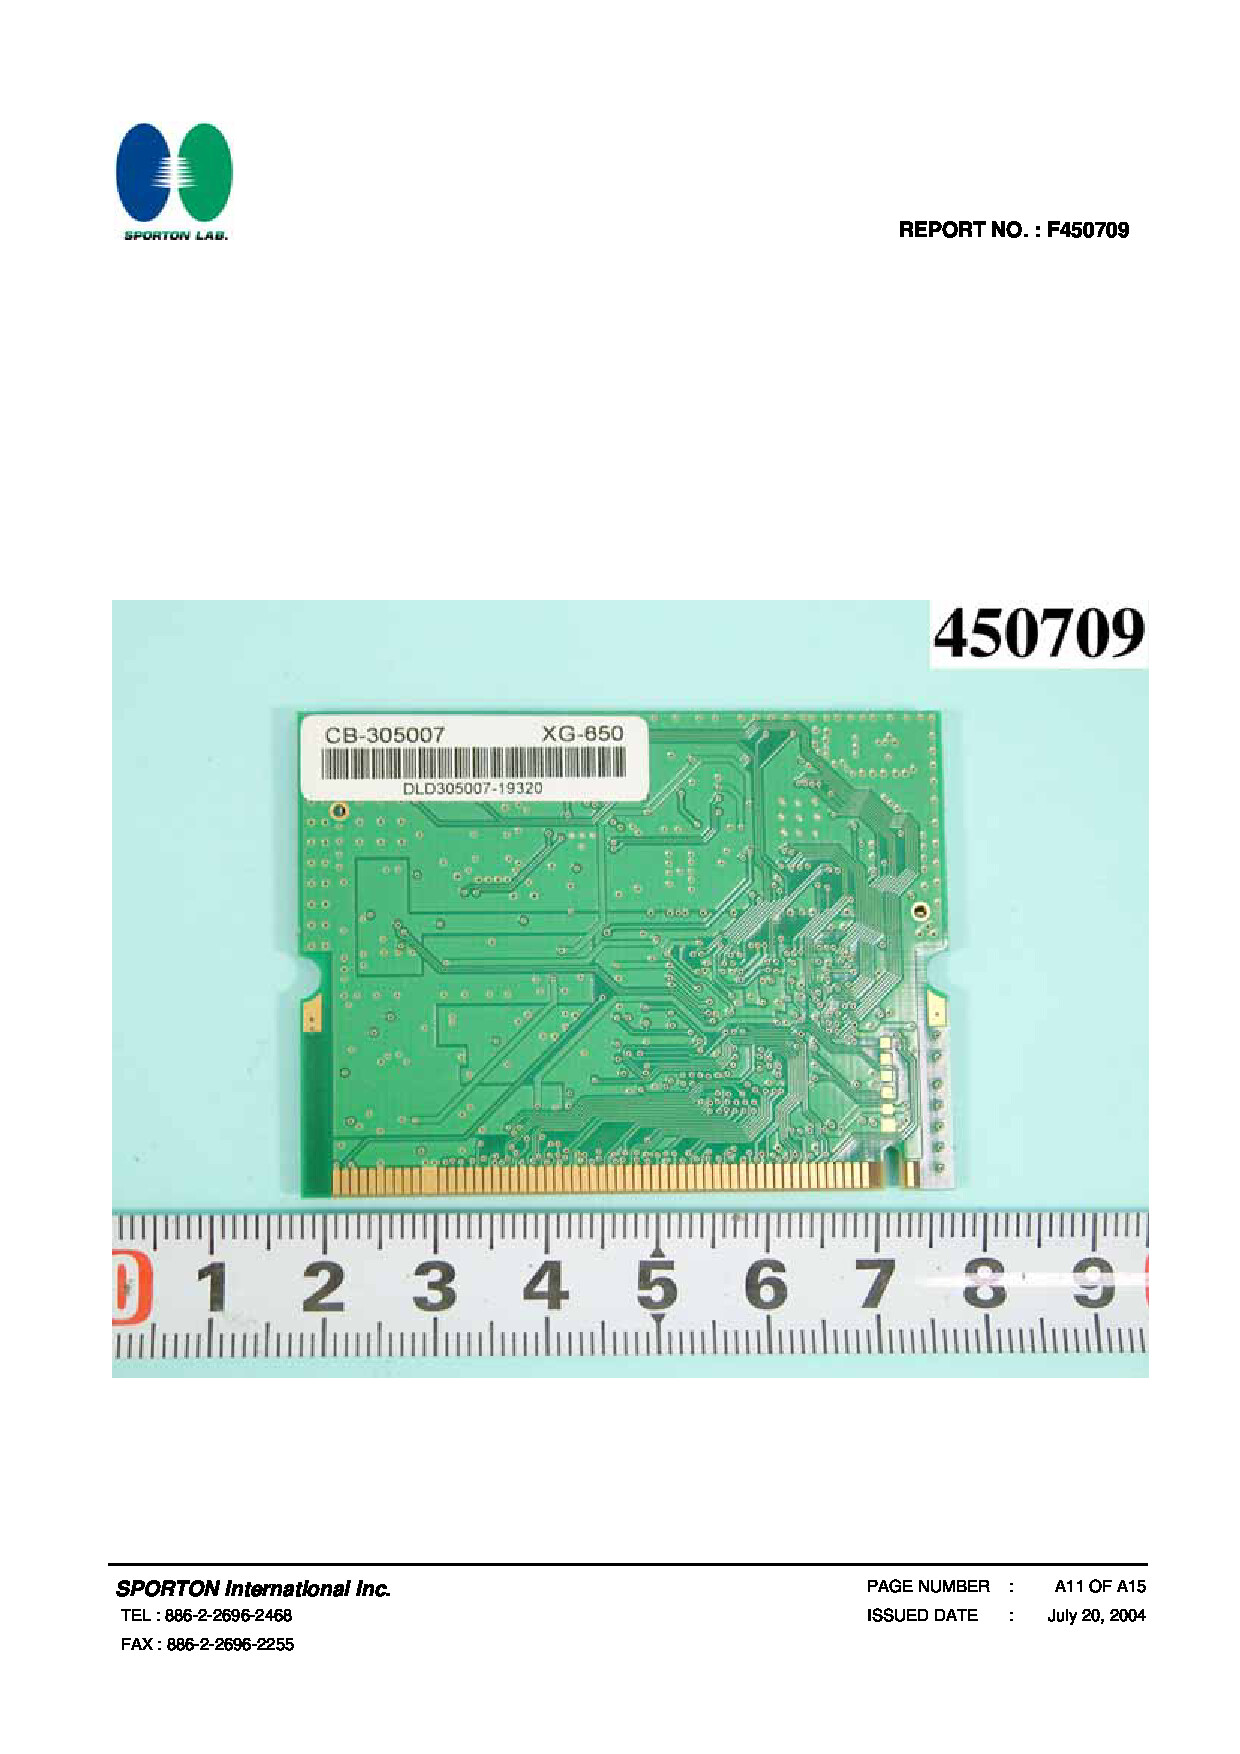 SPORTON LAB.
REPORT NO. : F450709
450709
CB-305007 XG-650
DLD305007-19320
0 1 2 3 4 5 6 7 8 9
SPORTON International Inc.
TEL : 886-2-2696-2468
FAX : 886-2-2696-2255
PAGE NUMBER : A11 OF A15
ISSUED DATE : July 20, 2004